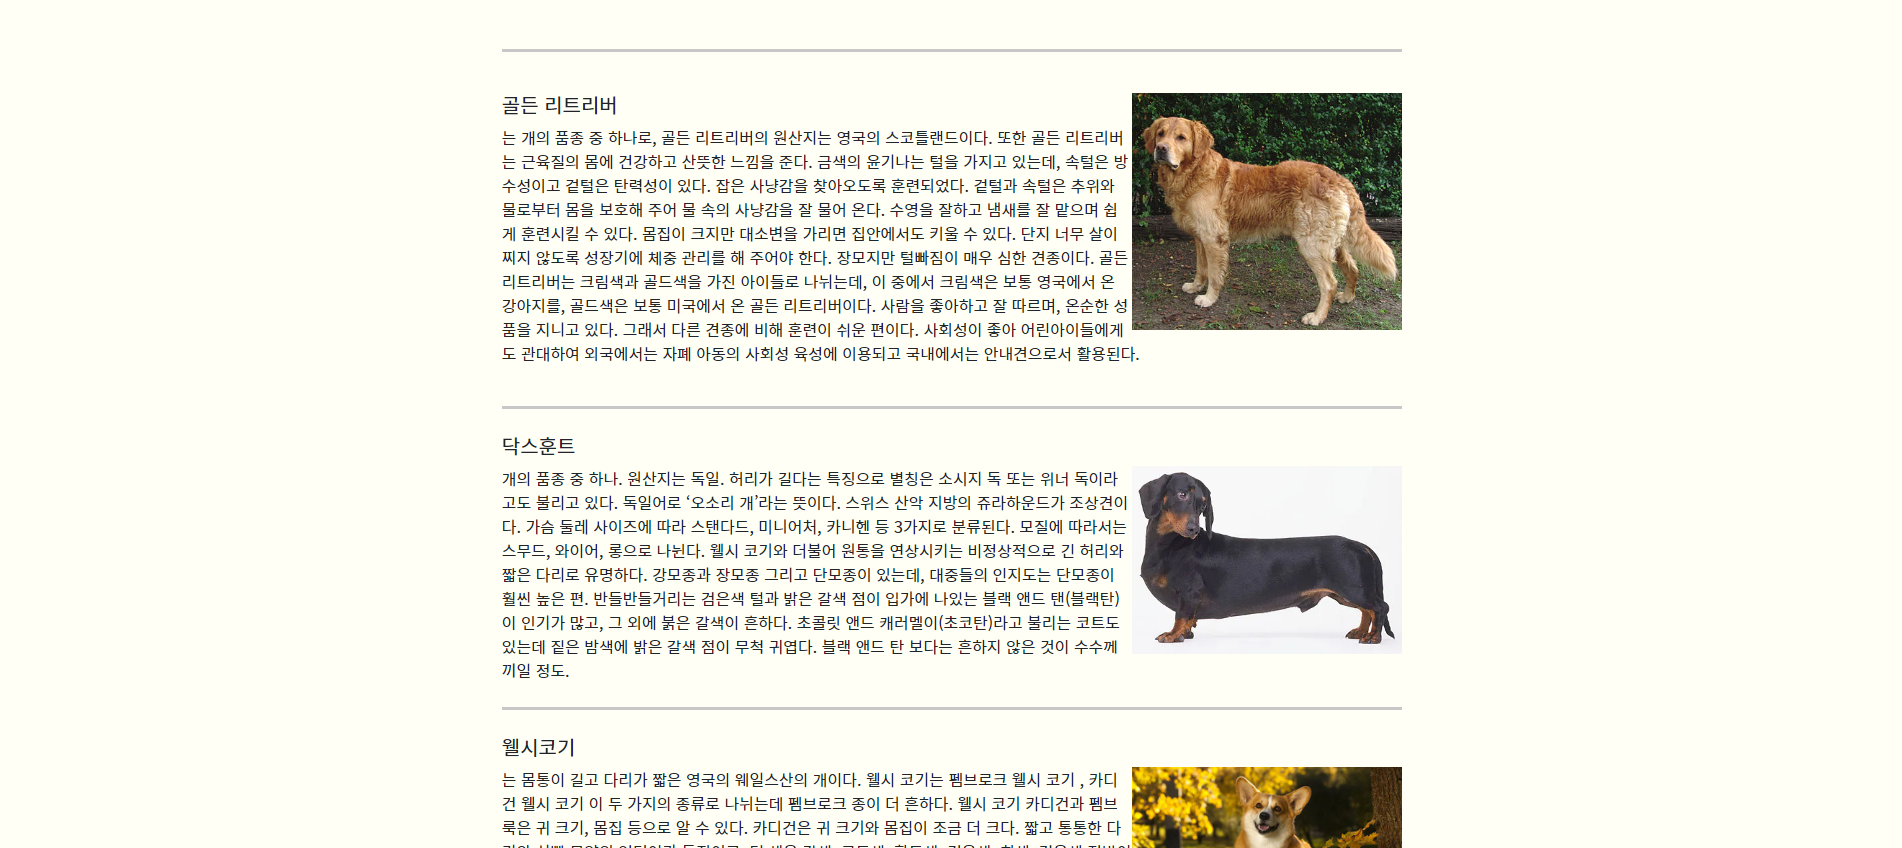 골든 리트리버
는 개의 품종 중 하나로, 골든 리트리버의 원산지는 영국의 스코틀랜드이다. 또한 골든 리트리버
는 근육질의 몸에 건강하고 산뜻한 느낌을 준다. 금색의 윤기나는 털을 가지고 있는데, 속털은 방
수성이고 겉털은 탄력성이 있다. 잡은 사냥감을 찾아오도록 훈련되었다. 겉털과 속털은 추위와
물로부터 몸을 보호해 주어 물 속의 사냥감을 잘 물어 온다. 수영을 잘하고 냄새를 잘 맡으며 쉽
게 훈련시킬 수 있다. 몸집이 크지만 대소변을 가리면 집안에서도 키울 수 있다. 단지 너무 살이
찌지 않도록 성장기에 체중 관리를 해 주어야 한다. 장모지만 털빠짐이 매우 심한 견종이다. 골든
리트리버는 크림색과 골드색을 가진 아이들로 나뉘는데, 이 중에서 크림색은 보통 영국에서 온
강아지를, 골드색은 보통 미국에서 온 골든 리트리버이다. 사람을 좋아하고 잘 따르며, 온순한 성
품을 지니고 있다. 그래서 다른 견종에 비해 훈련이 쉬운 편이다. 사회성이 좋아 어린아이들에게
도 관대하여 외국에서는 자폐 아동의 사회성 육성에 이용되고 국내에서는 안내견으로서 활용된다.
닥스훈트
개의 품종 중 하나. 원산지는 독일. 허리가 길다는 특징으로 별칭은 소시지 독 또는 위너 독이라
고도 불리고 있다. 독일어로 ‘오소리 개’라는 뜻이다. 스위스 산악 지방의 쥬라하운드가 조상견이
다. 가슴 둘레 사이즈에 따라 스탠다드, 미니어처, 카니헨 등 3가지로 분류된다. 모질에 따라서는
스무드, 와이어, 롱으로 나뉜다. 웰시 코기와 더불어 원통을 연상시키는 비정상적으로 긴 허리와
짧은 다리로 유명하다. 강모종과 장모종 그리고 단모종이 있는데, 대중들의 인지도는 단모종이
훨씬 높은 편. 반들반들거리는 검은색 털과 밝은 갈색 점이 입가에 나있는 블랙 앤드 탠(블랙탄)
이 인기가 많고, 그 외에 붉은 갈색이 흔하다. 초콜릿 앤드 캐러멜이(초코탄)라고 불리는 코트도
있는데 짙은 밤색에 밝은 갈색 점이 무척 귀엽다. 블랙 앤드 탄 보다는 흔하지 않은 것이 수수께
끼일 정도.
웰시코기
는 몸통이 길고 다리가 짧은 영국의 웨일스산의 개이다. 웰시 코기는 펨브로크 웰시 코기 , 카디
건 웰시 코기 이 두 가지의 종류로 나뉘는데 펨브로크 종이 더 흔하다. 웰시 코기 카디건과 펨브
룩은 귀 크기, 몸집 등으로 알 수 있다. 카디건은 귀 크기와 몸집이 조금 더 크다. 짧고 통통한 다